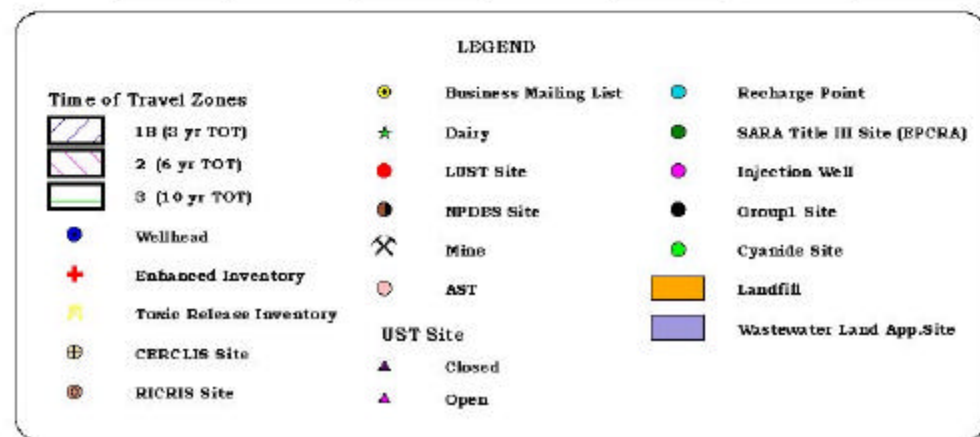 LEGEND
Time of Travel Zones
1B (3 yr TOT)
2 (6 yr TOT)
3 (10 yr TOT)
Wellhead
Enhanced Inventory
Toxic Release Inventory
CERCLIS Site
RICRIS Site
Business Mailing List
Dairy
LUST Site
NPDES Site
Mine
AST
UST Site
Closed
Open
Recharge Point
SARA Title III Site (EPCRA)
Injection Well
Group1 Site
Cyanide Site
Landfill
Wastewater Land App.Site